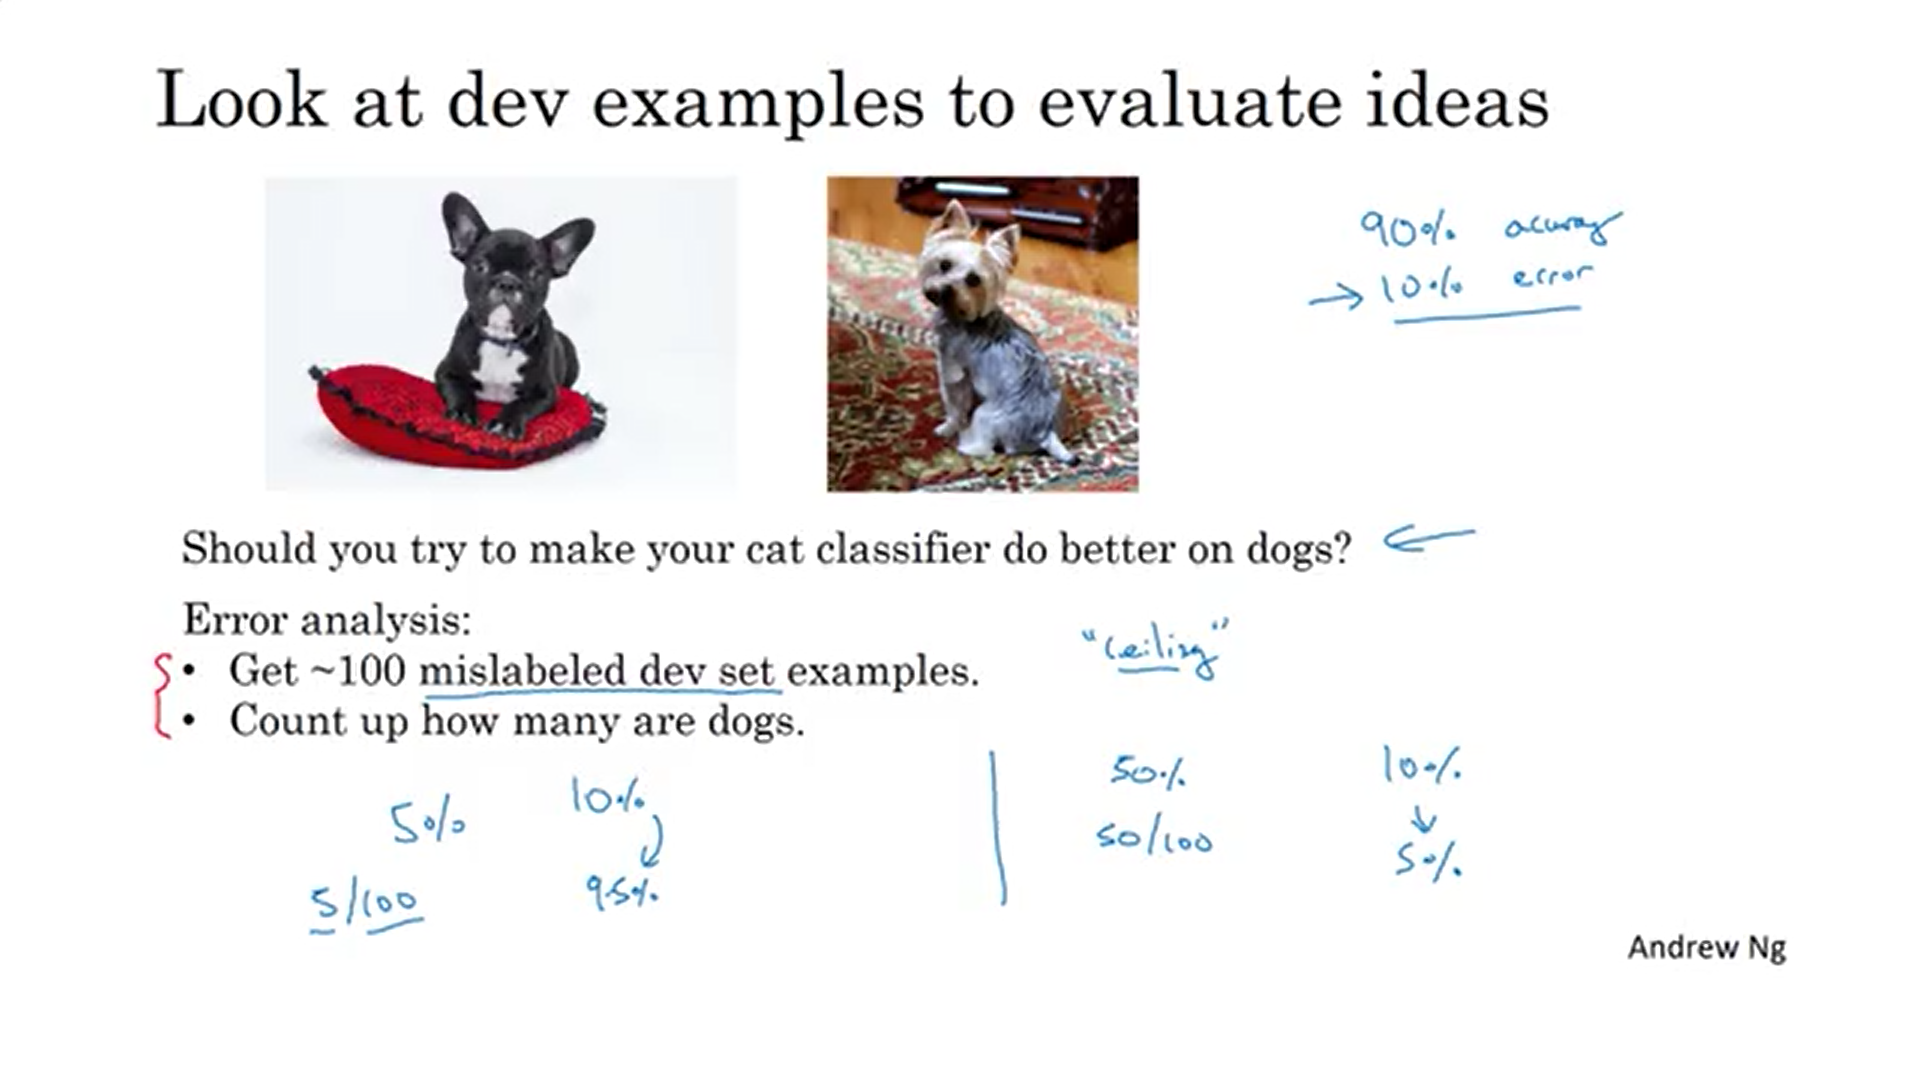 Look at dev examples to evaluate ideas
90% accuracy
→ 10% error
Should you try to make your cat classifier do better on dogs? ←
Error analysis:
• Get ~100 mislabeled dev set examples.
"ceiling"
• Count up how many are dogs.
5% 10%
5/100 9.5%
50% 10%
50/100 ↓
5%
Andrew Ng